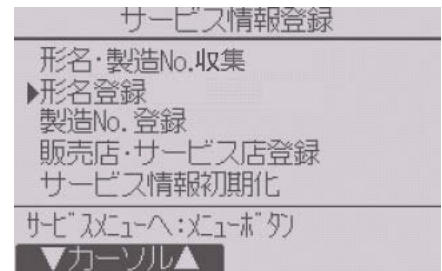 サービス情報登録
形名・製造No.収集
▶形名登録
製造No.登録
販売店・サービス店登録
サービス情報初期化
ｻｰﾋﾞｽﾒﾆｭｰへ:ﾒﾆｭｰﾎﾞﾀﾝ
▼カーソル▲